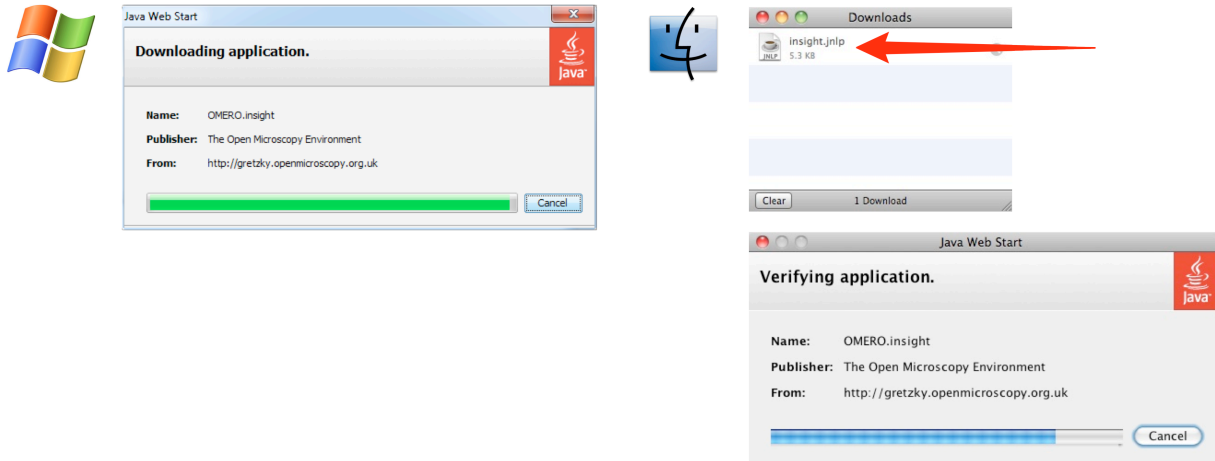 Java Web Start
Downloading application.
Java
Name: OMERO.insight
Publisher: The Open Microscopy Environment
From: http://gretzky.openmicroscopy.org.uk
Cancel
Downloads
insight.jnlp
JNLP
5.3 KB
Clear
1 Download
Java Web Start
Verifying application.
Java
Name: OMERO.insight
Publisher: The Open Microscopy Environment
From: http://gretzky.openmicroscopy.org.uk
Cancel